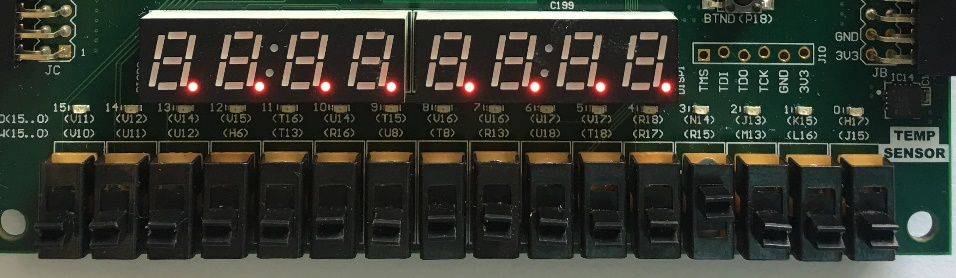 C199
BTND(P18)
JC
1
GND
3V3
JB
J10
TMS
TDI
TDO
TCK
GND
3V3
IC14
15 14 13 12 11 10 9 8 7 6 5 4 3 2 1 0
(15..0) (V11) (V12) (V14) (V15) (T16) (U14) (T15) (V16) (U16) (U17) (V17) (R18) (N14) (J13) (K15) (H17)
(15..0) (V10) (U11) (U12) (H6) (T13) (R16) (U8) (T8) (R13) (U18) (T18) (R17) (R15) (M13) (L16) (J15)
TEMP
SENSOR